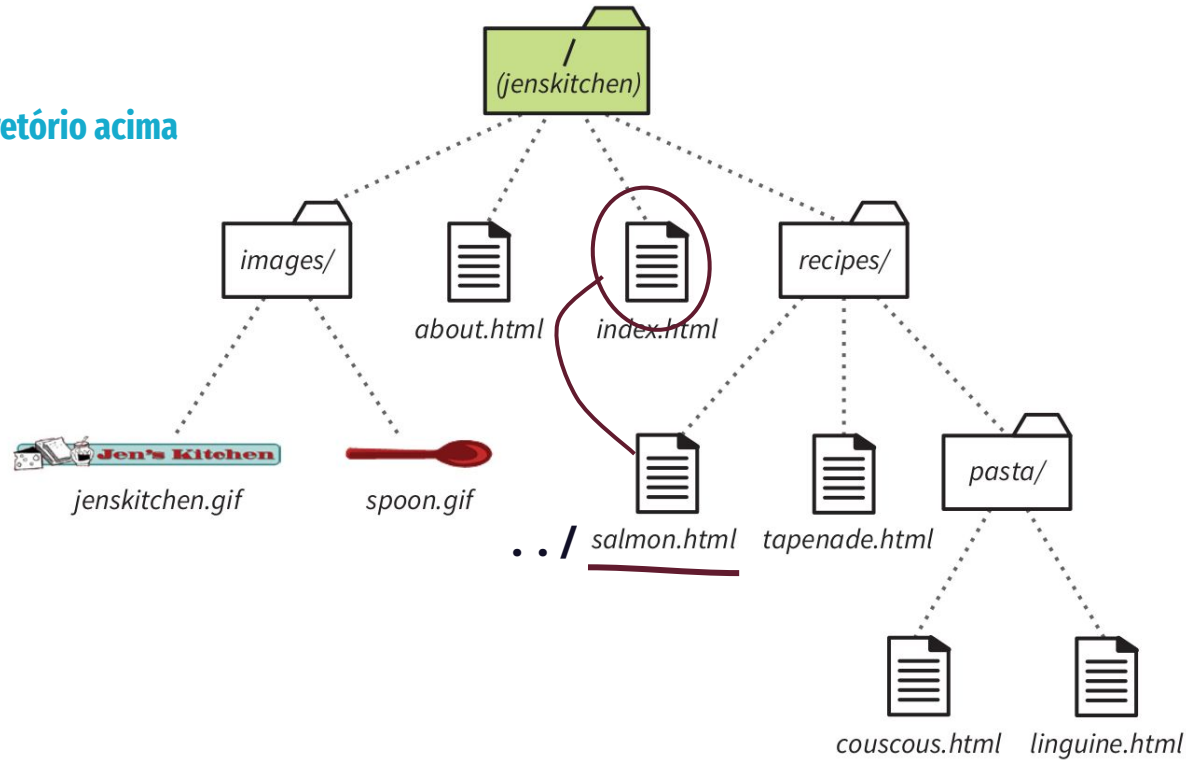 /
(jenskitchen)
etório acima
images/
recipes/
about.html
index.html
Jen's Kitchen
pasta/
jenskitchen.gif
spoon.gif
../
salmon.html
tapenade.html
couscous.html
linguine.html